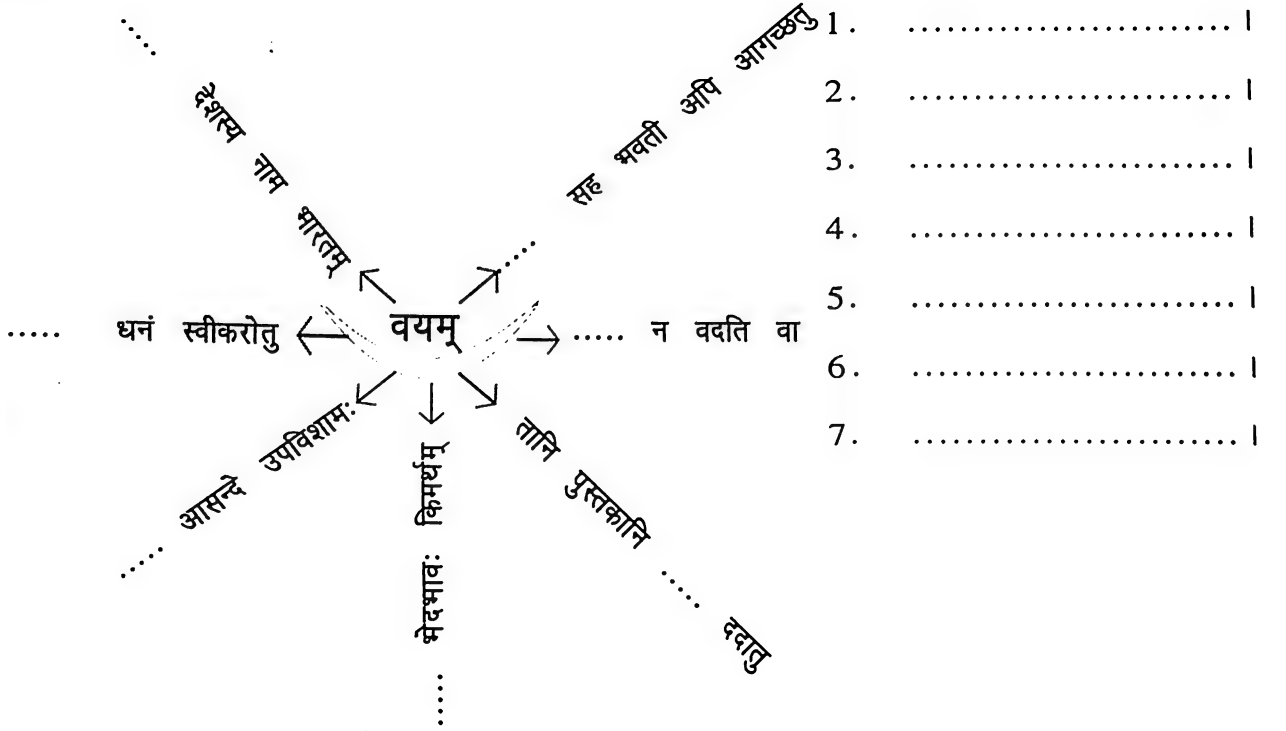 ..... देशस्य नाम भारतम्
..... सह भवती अपि आगच्छतु
..... धनं स्वीकरोतु
वयम्
..... न वदति वा
..... आसन्दे उपविशामः
..... भेदभावः किमर्थम्
तानि पुस्तकानि ..... ददातु
1. .............................. ।
2. .............................. ।
3. .............................. ।
4. .............................. ।
5. .............................. ।
6. .............................. ।
7. .............................. ।